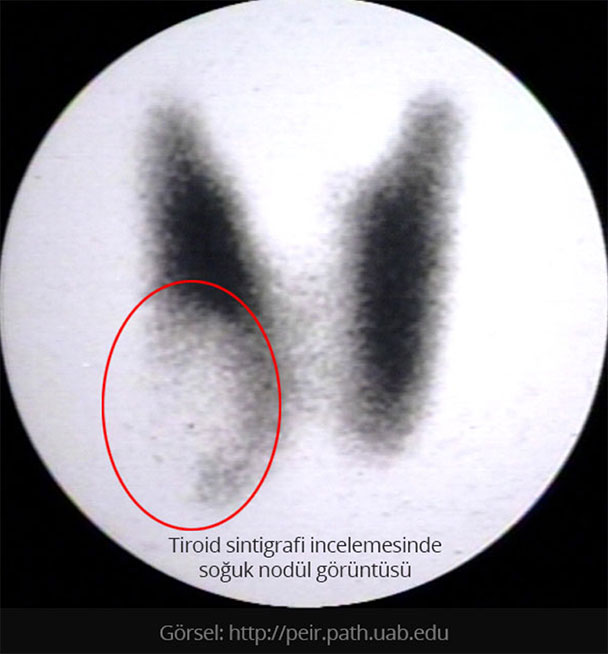 Tiroid sintigrafi incelemesinde
soğuk nodül görüntüsü
Görsel: http://peir.path.uab.edu